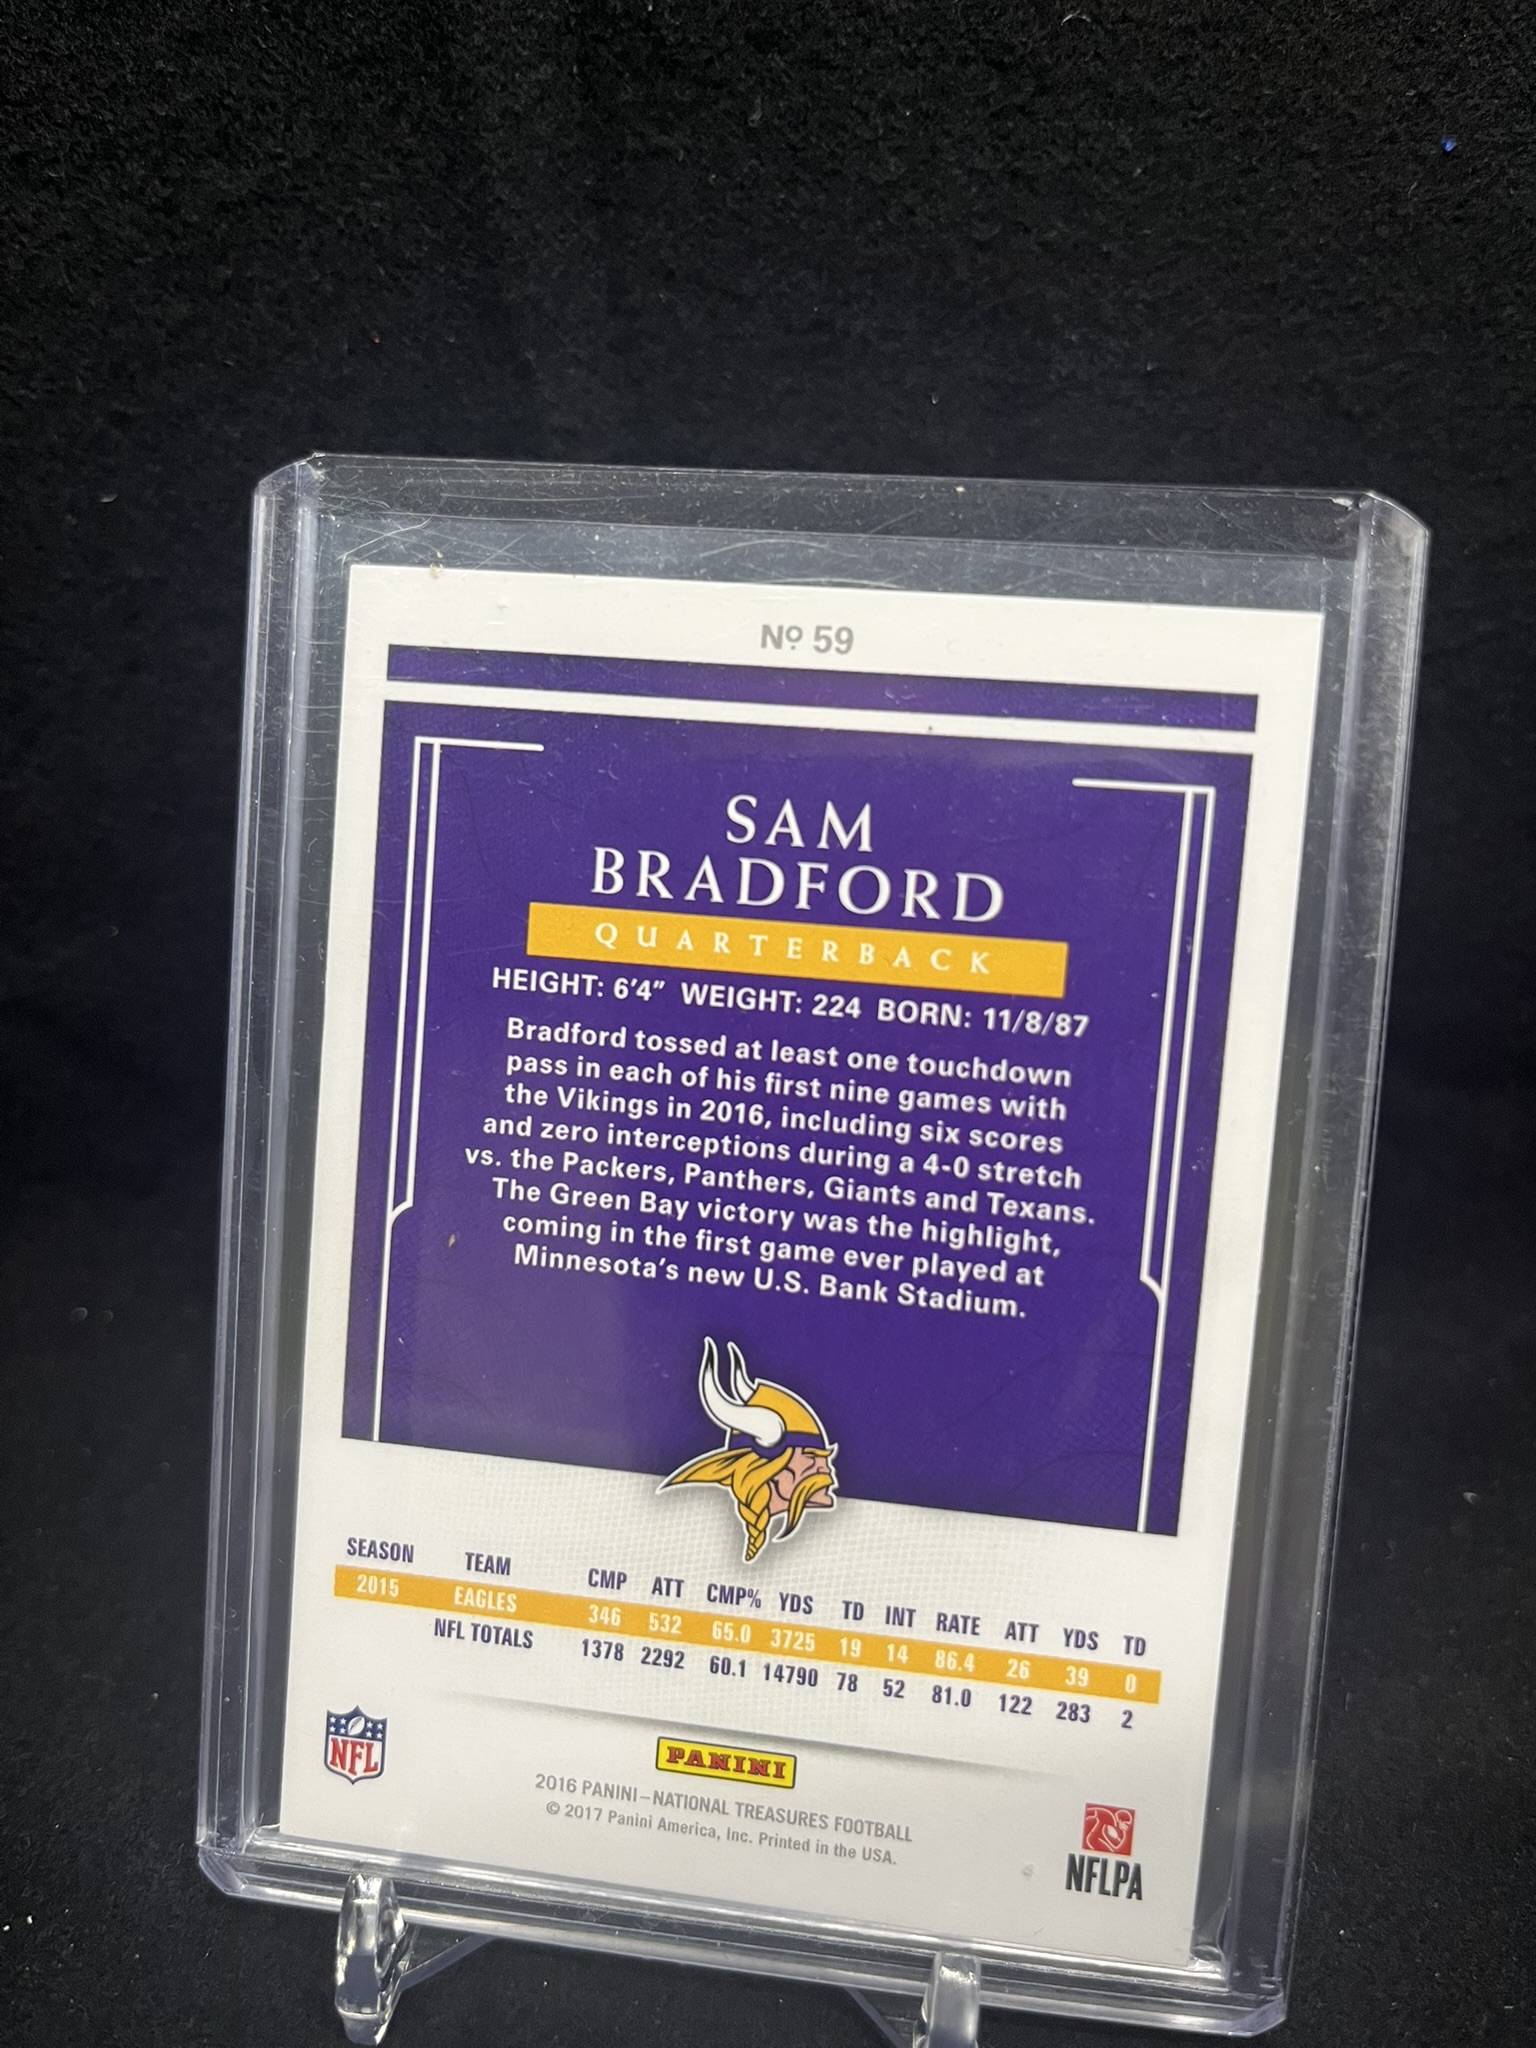 Nº 59
SAM
BRADFORD
QUARTERBACK
HEIGHT: 6'4" WEIGHT: 224 BORN: 11/8/87
Bradford tossed at least one touchdown
pass in each of his first nine games with
the Vikings in 2016, including six scores
and zero interceptions during a 4-0 stretch
vs. the Packers, Panthers, Giants and Texans.
The Green Bay victory was the highlight,
coming in the first game ever played at
Minnesota's new U.S. Bank Stadium.
SEASON TEAM CMP ATT CMP% YDS TD INT RATE ATT YDS TD
2015 EAGLES 346 532 65.0 3725 19 14 86.4 26 39 0
NFL TOTALS 1378 2292 60.1 14790 78 52 81.0 122 283 2
NFL
PANINI
2016 PANINI–NATIONAL TREASURES FOOTBALL
© 2017 Panini America, Inc. Printed in the USA.
NFLPA